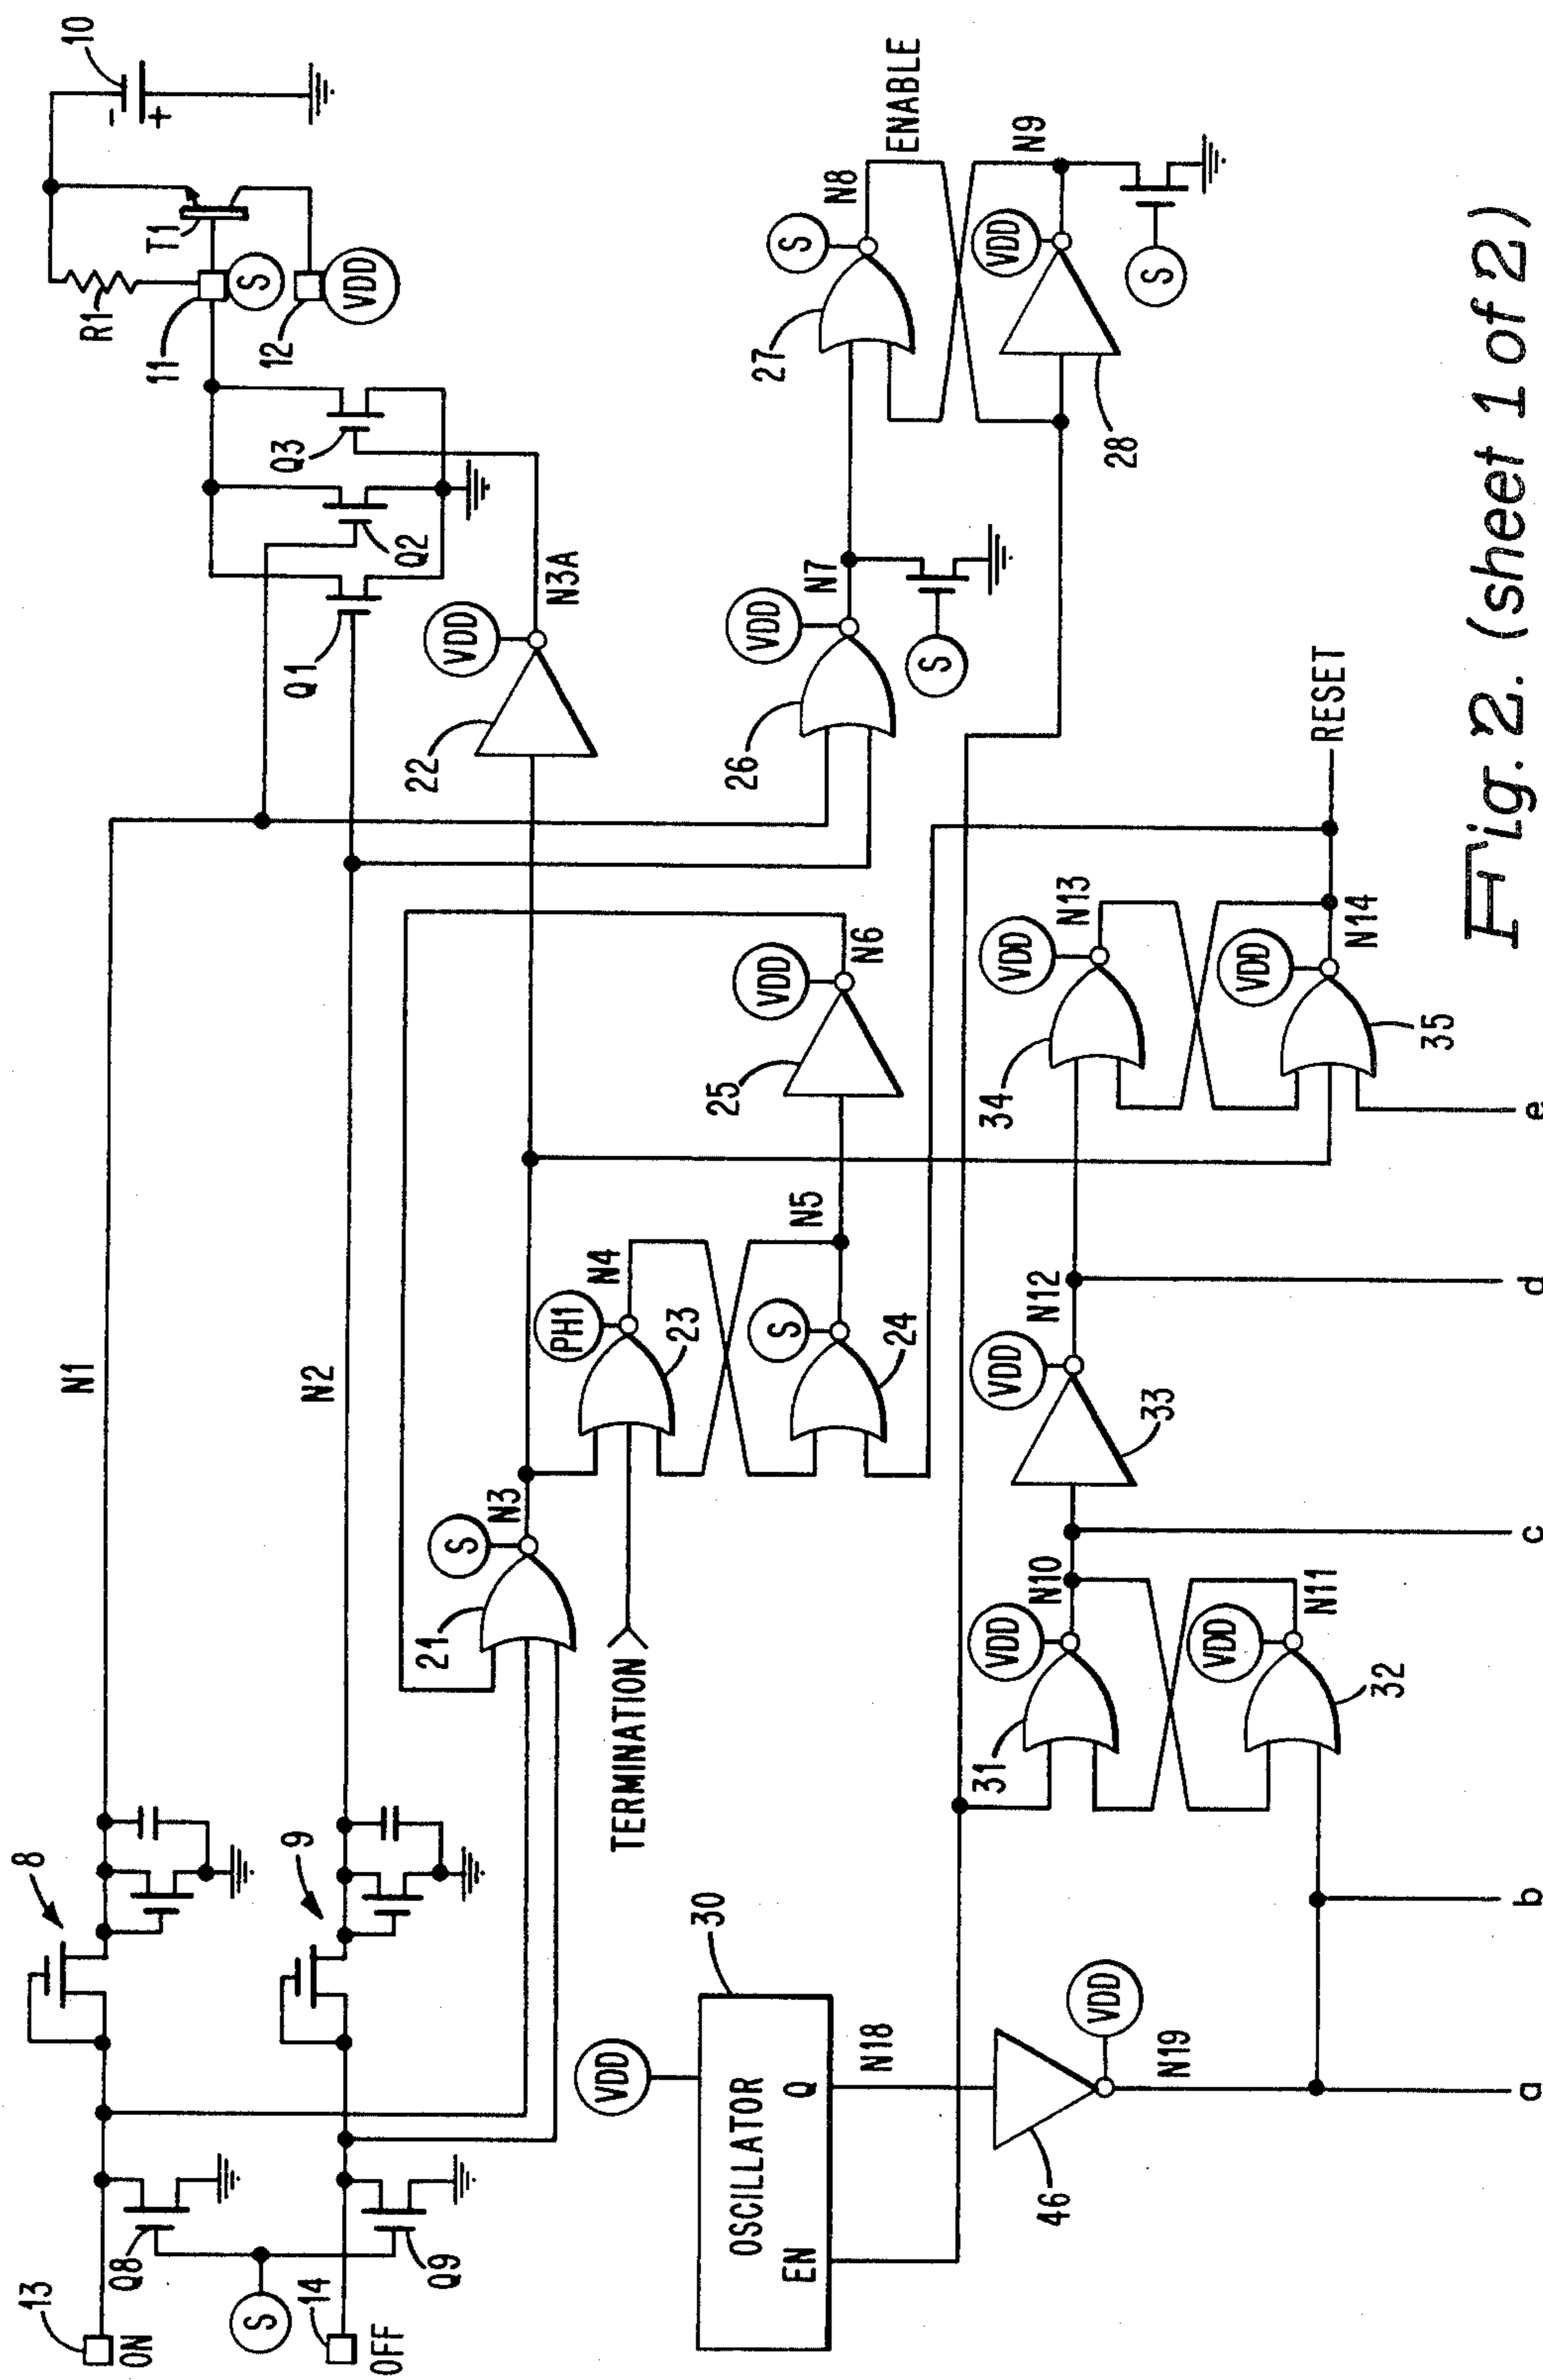 13
ON
Q8
S
14
OFF
Q9
8
9
N1
N2
10
-
+
R1
T1
11
S
12
VDD
Q1
Q2
Q3
22
VDD
N3A
21
S
N3
TERMINATION
PH1
N4
23
S
N5
24
25
VDD
N6
26
VDD
N7
S
27
S
N8
ENABLE
VDD
N9
28
S
VDD
30
OSCILLATOR
EN
Q
N18
46
VDD
N19
31
VDD
N10
VDD
N11
32
VDD
N12
33
34
VDD
N13
VDD
N14
35
RESET
a
b
c
d
e
Fig. 2. (sheet 1 of 2)